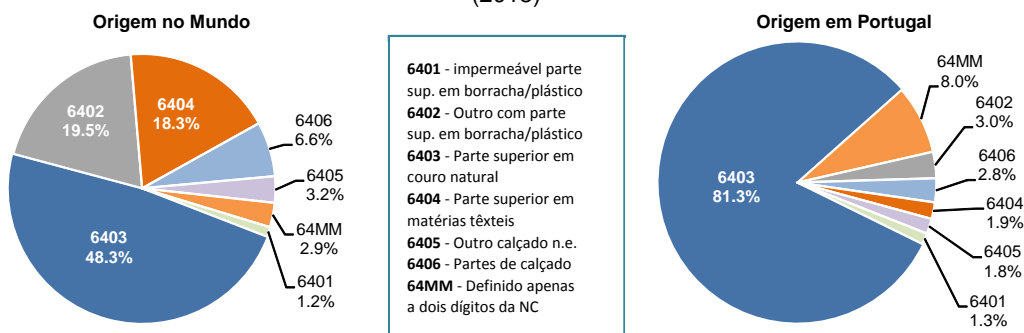 (2013)
Origem no Mundo
6402
19.5%
6404
18.3%
6406
6.6%
6405
3.2%
64MM
2.9%
6401
1.2%
6403
48.3%
6401 - impermeável parte
sup. em borracha/plástico
6402 - Outro com parte
sup. em borracha/plástico
6403 - Parte superior em
couro natural
6404 - Parte superior em
matérias têxteis
6405 - Outro calçado n.e.
6406 - Partes de calçado
64MM - Definido apenas
a dois dígitos da NC
Origem em Portugal
64MM
8.0%
6402
3.0%
6406
2.8%
6404
1.9%
6405
1.8%
6401
1.3%
6403
81.3%